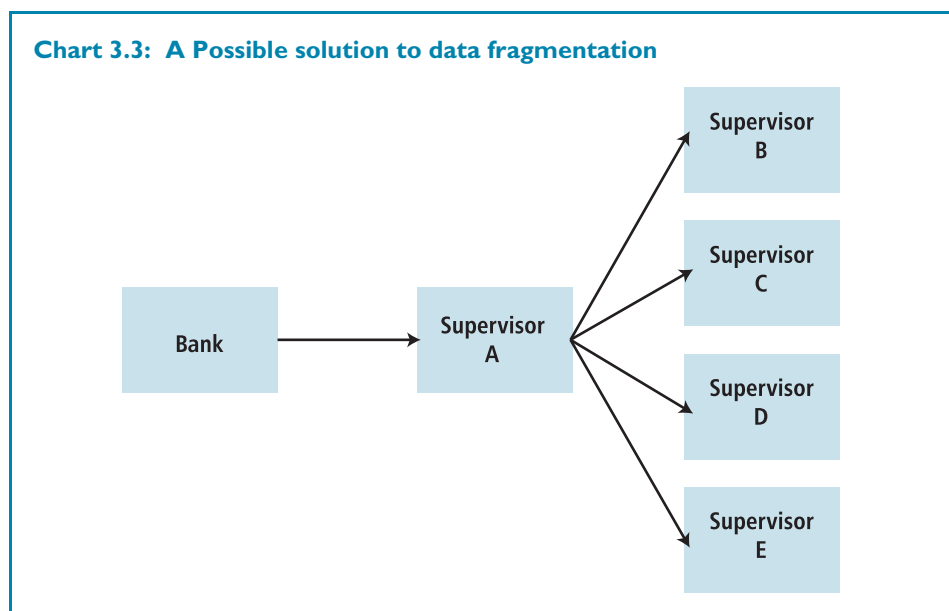 Chart 3.3: A Possible solution to data fragmentation
Supervisor
B
Supervisor
C
Bank
Supervisor
A
Supervisor
D
Supervisor
E